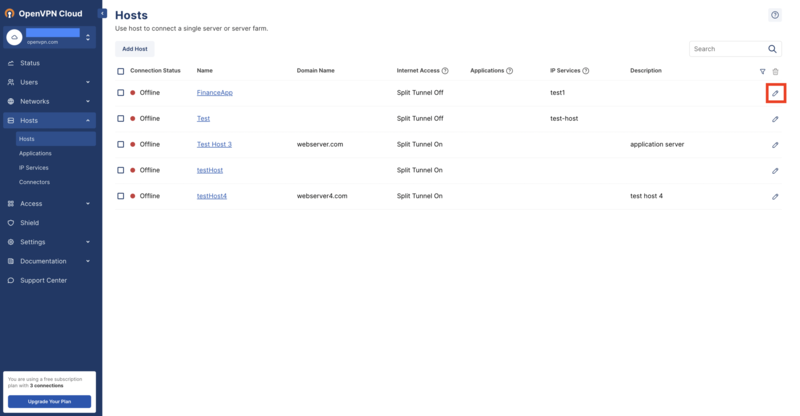 OpenVPN Cloud
openvpn.com
Status
Users
Networks
Hosts
Hosts
Applications
IP Services
Connectors
Access
Shield
Settings
Documentation
Support Center
You are using a free subscription
plan with 3 connections
Upgrade Your Plan
Hosts
Use host to connect a single server or server farm.
Add Host
Search
Connection Status Name Domain Name Internet Access Applications IP Services Description
Offline FinanceApp Split Tunnel Off test1
Offline Test Split Tunnel Off test-host
Offline Test Host 3 webserver.com Split Tunnel On application server
Offline testHost Split Tunnel On
Offline testHost4 webserver4.com Split Tunnel On test host 4